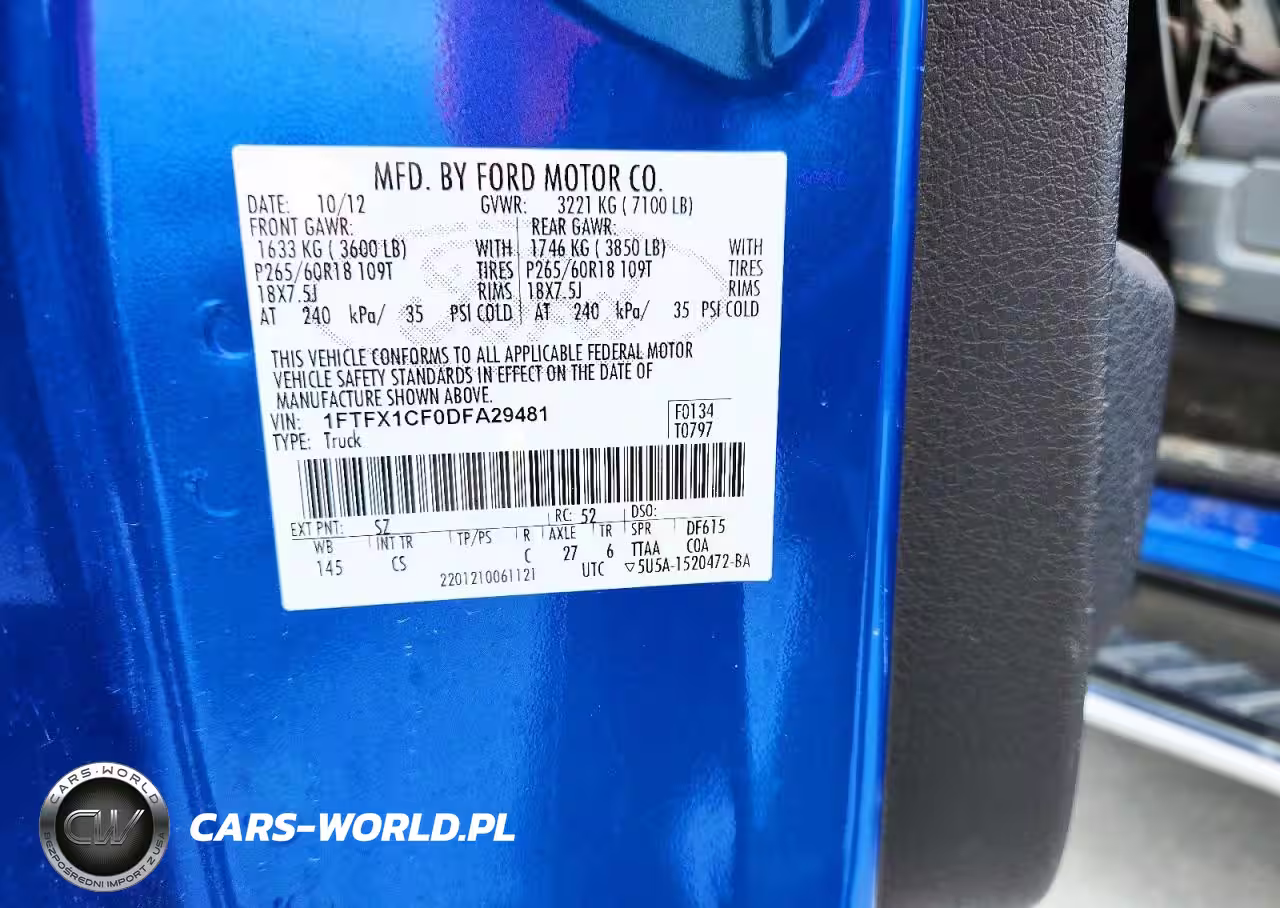 MFD. BY FORD MOTOR CO.
DATE: 10/12 GVWR: 3221 KG ( 7100 LB)
FRONT GAWR: REAR GAWR:
1633 KG ( 3600 LB) WITH 1746 KG ( 3850 LB) WITH
P265/60R18 109T TIRES P265/60R18 109T TIRES
18X7.5J RIMS 18X7.5J RIMS
AT 240 kPa/ 35 PSI COLD AT 240 kPa/ 35 PSI COLD
THIS VEHICLE CONFORMS TO ALL APPLICABLE FEDERAL MOTOR
VEHICLE SAFETY STANDARDS IN EFFECT ON THE DATE OF
MANUFACTURE SHOWN ABOVE.
VIN: 1FTFX1CF0DFA29481 F0134
TYPE: Truck T0797
EXT PNT: SZ RC: 52 DSO:
WB INT TR TP/PS R AXLE TR SPR DF615
145 CS C 27 6 TTAA COA
2201210061121 UTC ▽5U5A-1520472-BA
CARS-WORLD
CW
BEZPOŚREDNI IMPORT Z USA
CARS-WORLD.PL